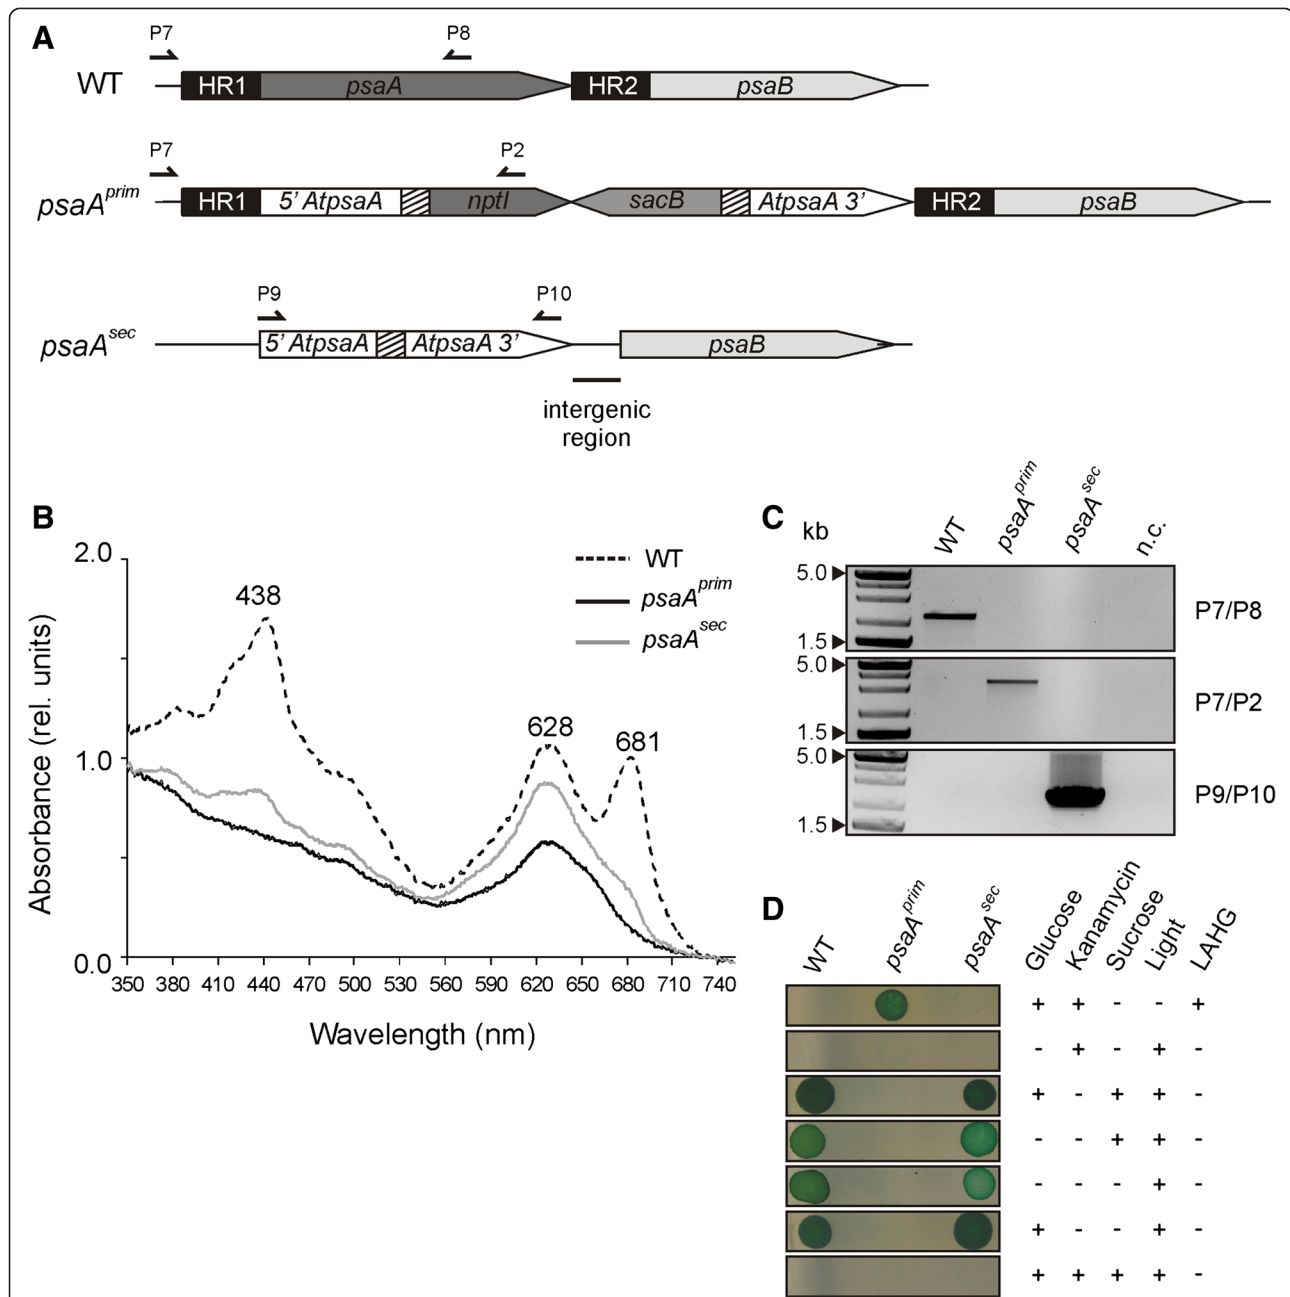 A
P7 P8
WT HR1 psaA HR2 psaB
P7 P2
psaA^prim HR1 5' AtpsaA nptI sacB AtpsaA 3' HR2 psaB
P9 P10
psaA^sec 5' AtpsaA AtpsaA 3' psaB
intergenic
region
B
Absorbance (rel. units)
2.0
1.0
0.0
438
628
681
WT
psaA^prim
psaA^sec
350 380 410 440 470 500 530 560 590 620 650 680 710 740
Wavelength (nm)
C
kb WT psaA^prim psaA^sec n.c.
5.0
1.5
P7/P8
5.0
1.5
P7/P2
5.0
1.5
P9/P10
D
WT psaA^prim psaA^sec Glucose Kanamycin Sucrose Light LAHG
+ + - - +
- + - + -
+ - + + -
- - + + -
- - - + -
+ - - + -
+ + + + -